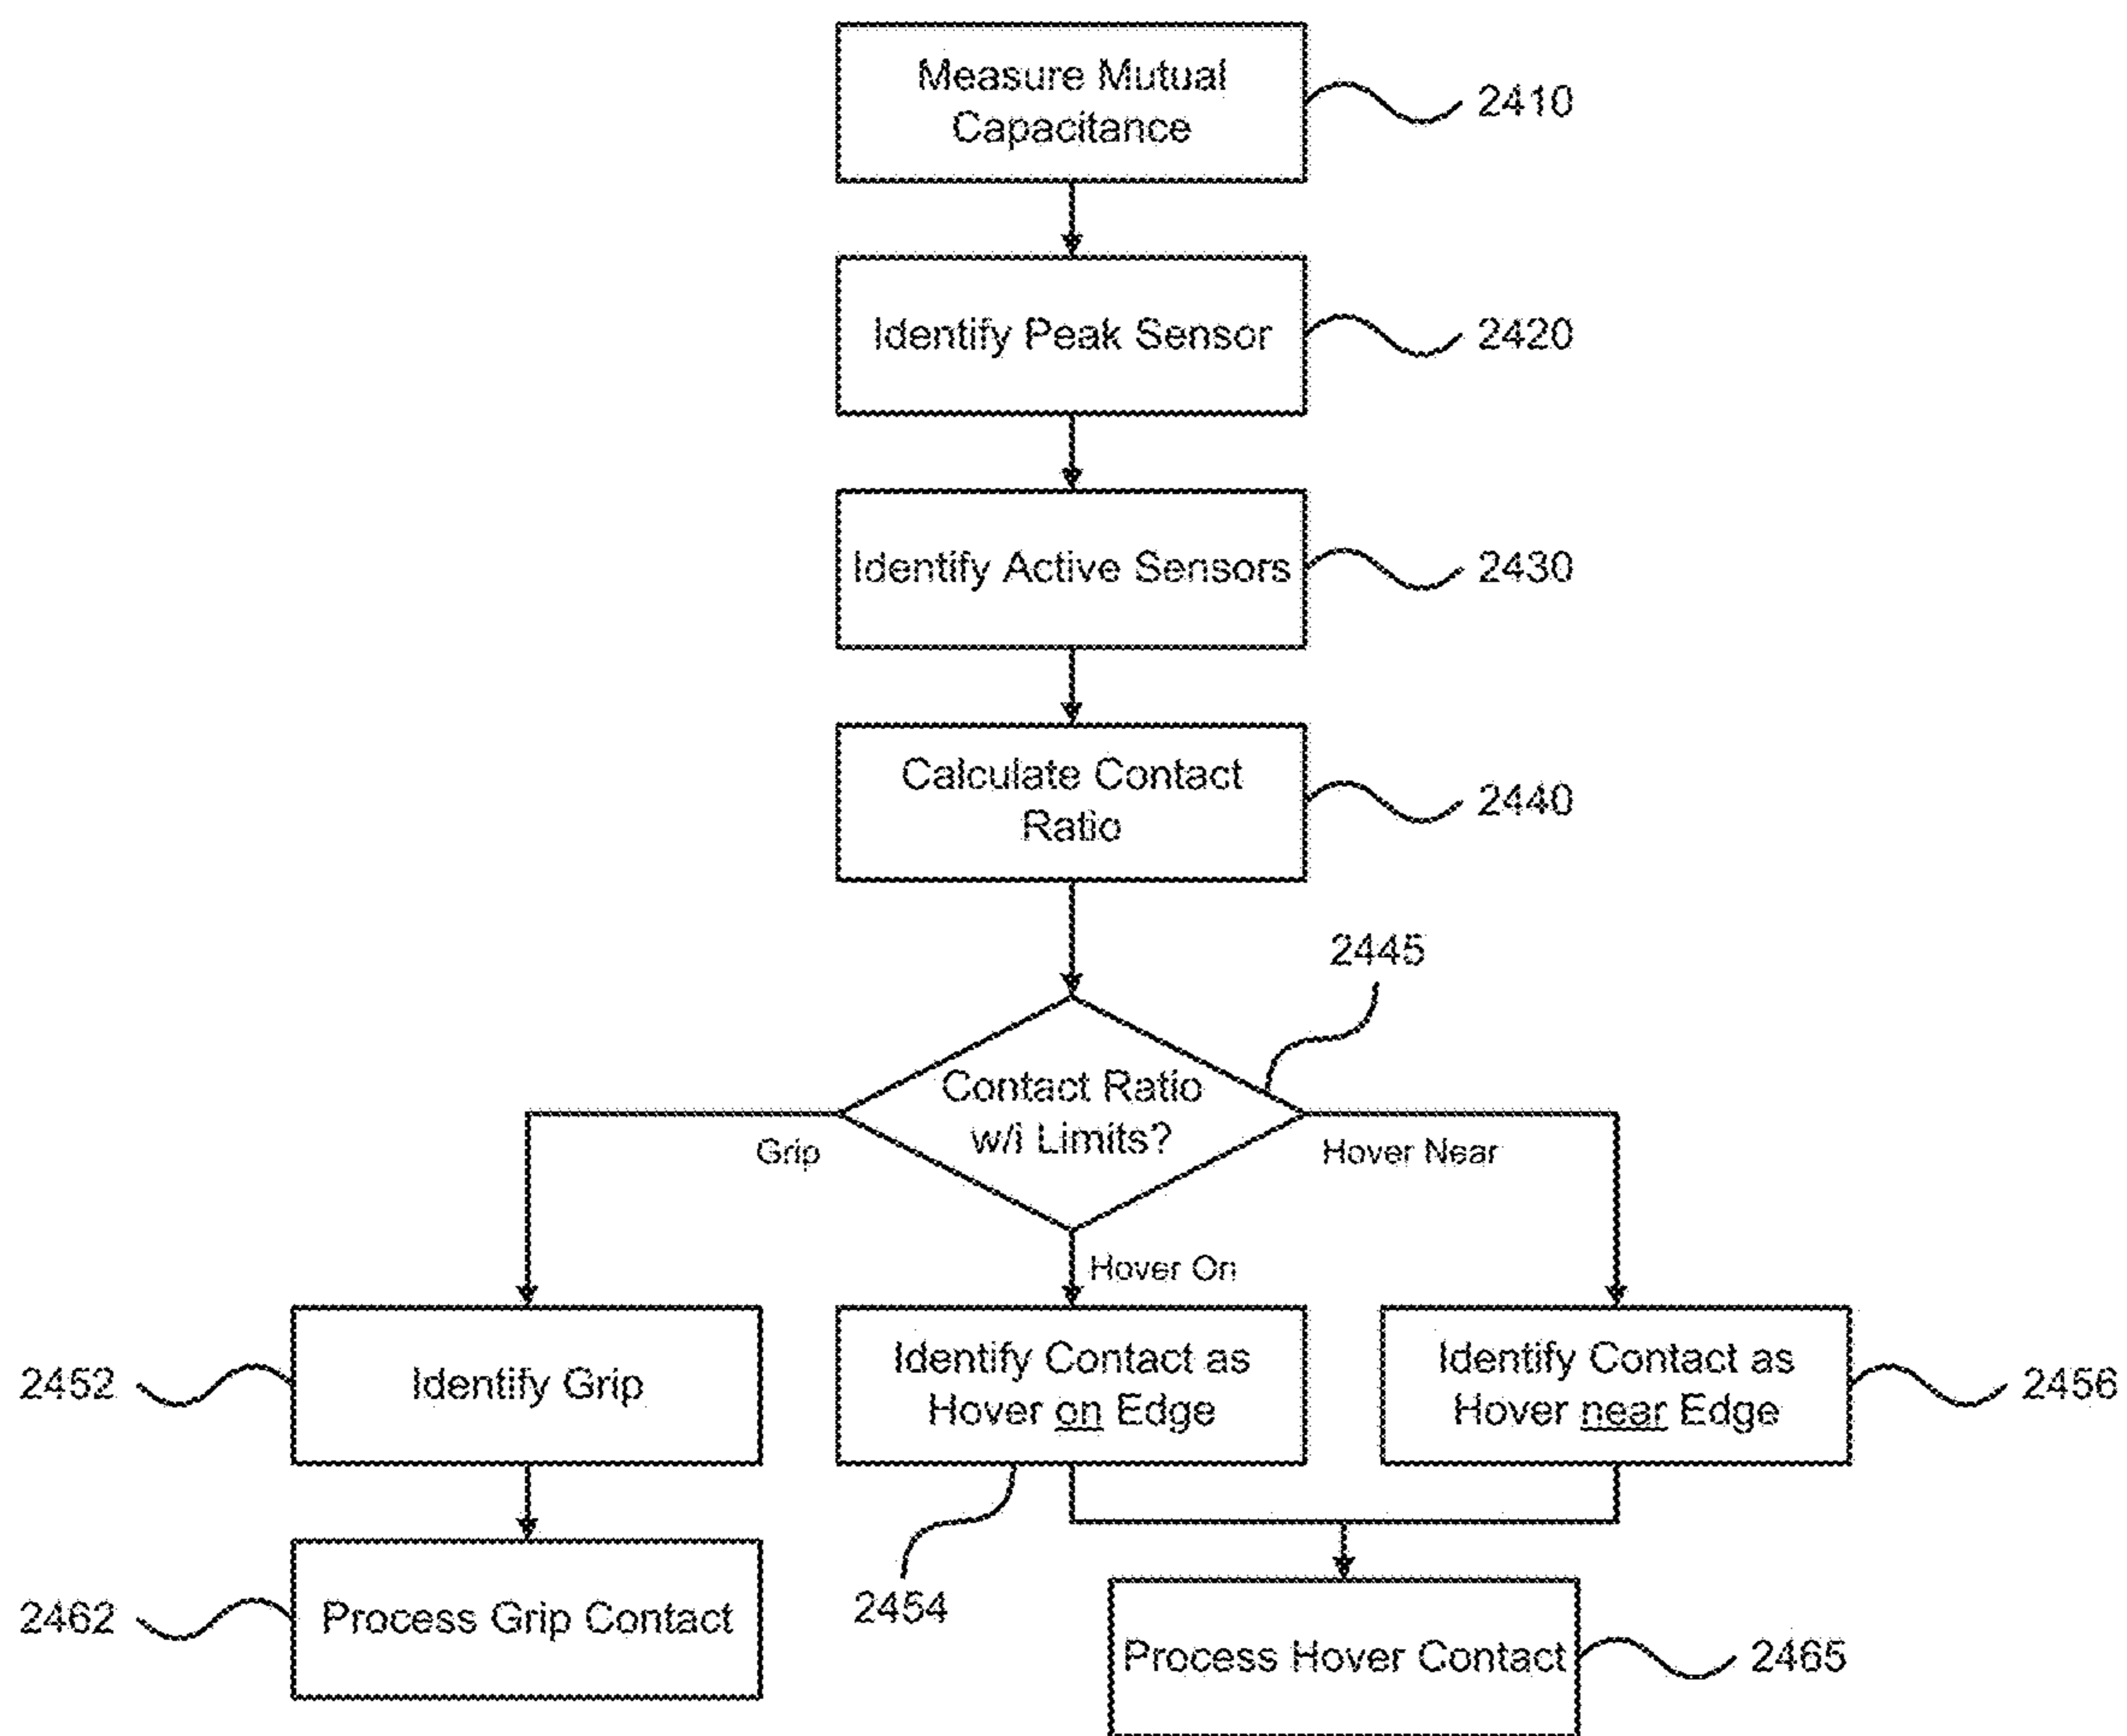 Measure Mutual
Capacitance
2410
Identify Peak Sensor
2420
Identify Active Sensors
2430
Calculate Contact
Ratio
2440
2445
Contact Ratio
w/i Limits?
Grip
Hover Near
Hover On
2452
Identify Grip
Identify Contact as
Hover on Edge
Identify Contact as
Hover near Edge
2456
2462
Process Grip Contact
2454
Process Hover Contact
2465